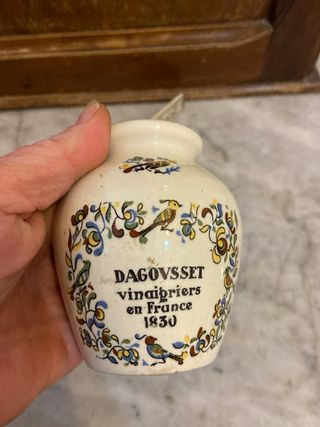 DAGOVSSET
vinaigriers
en France
1830